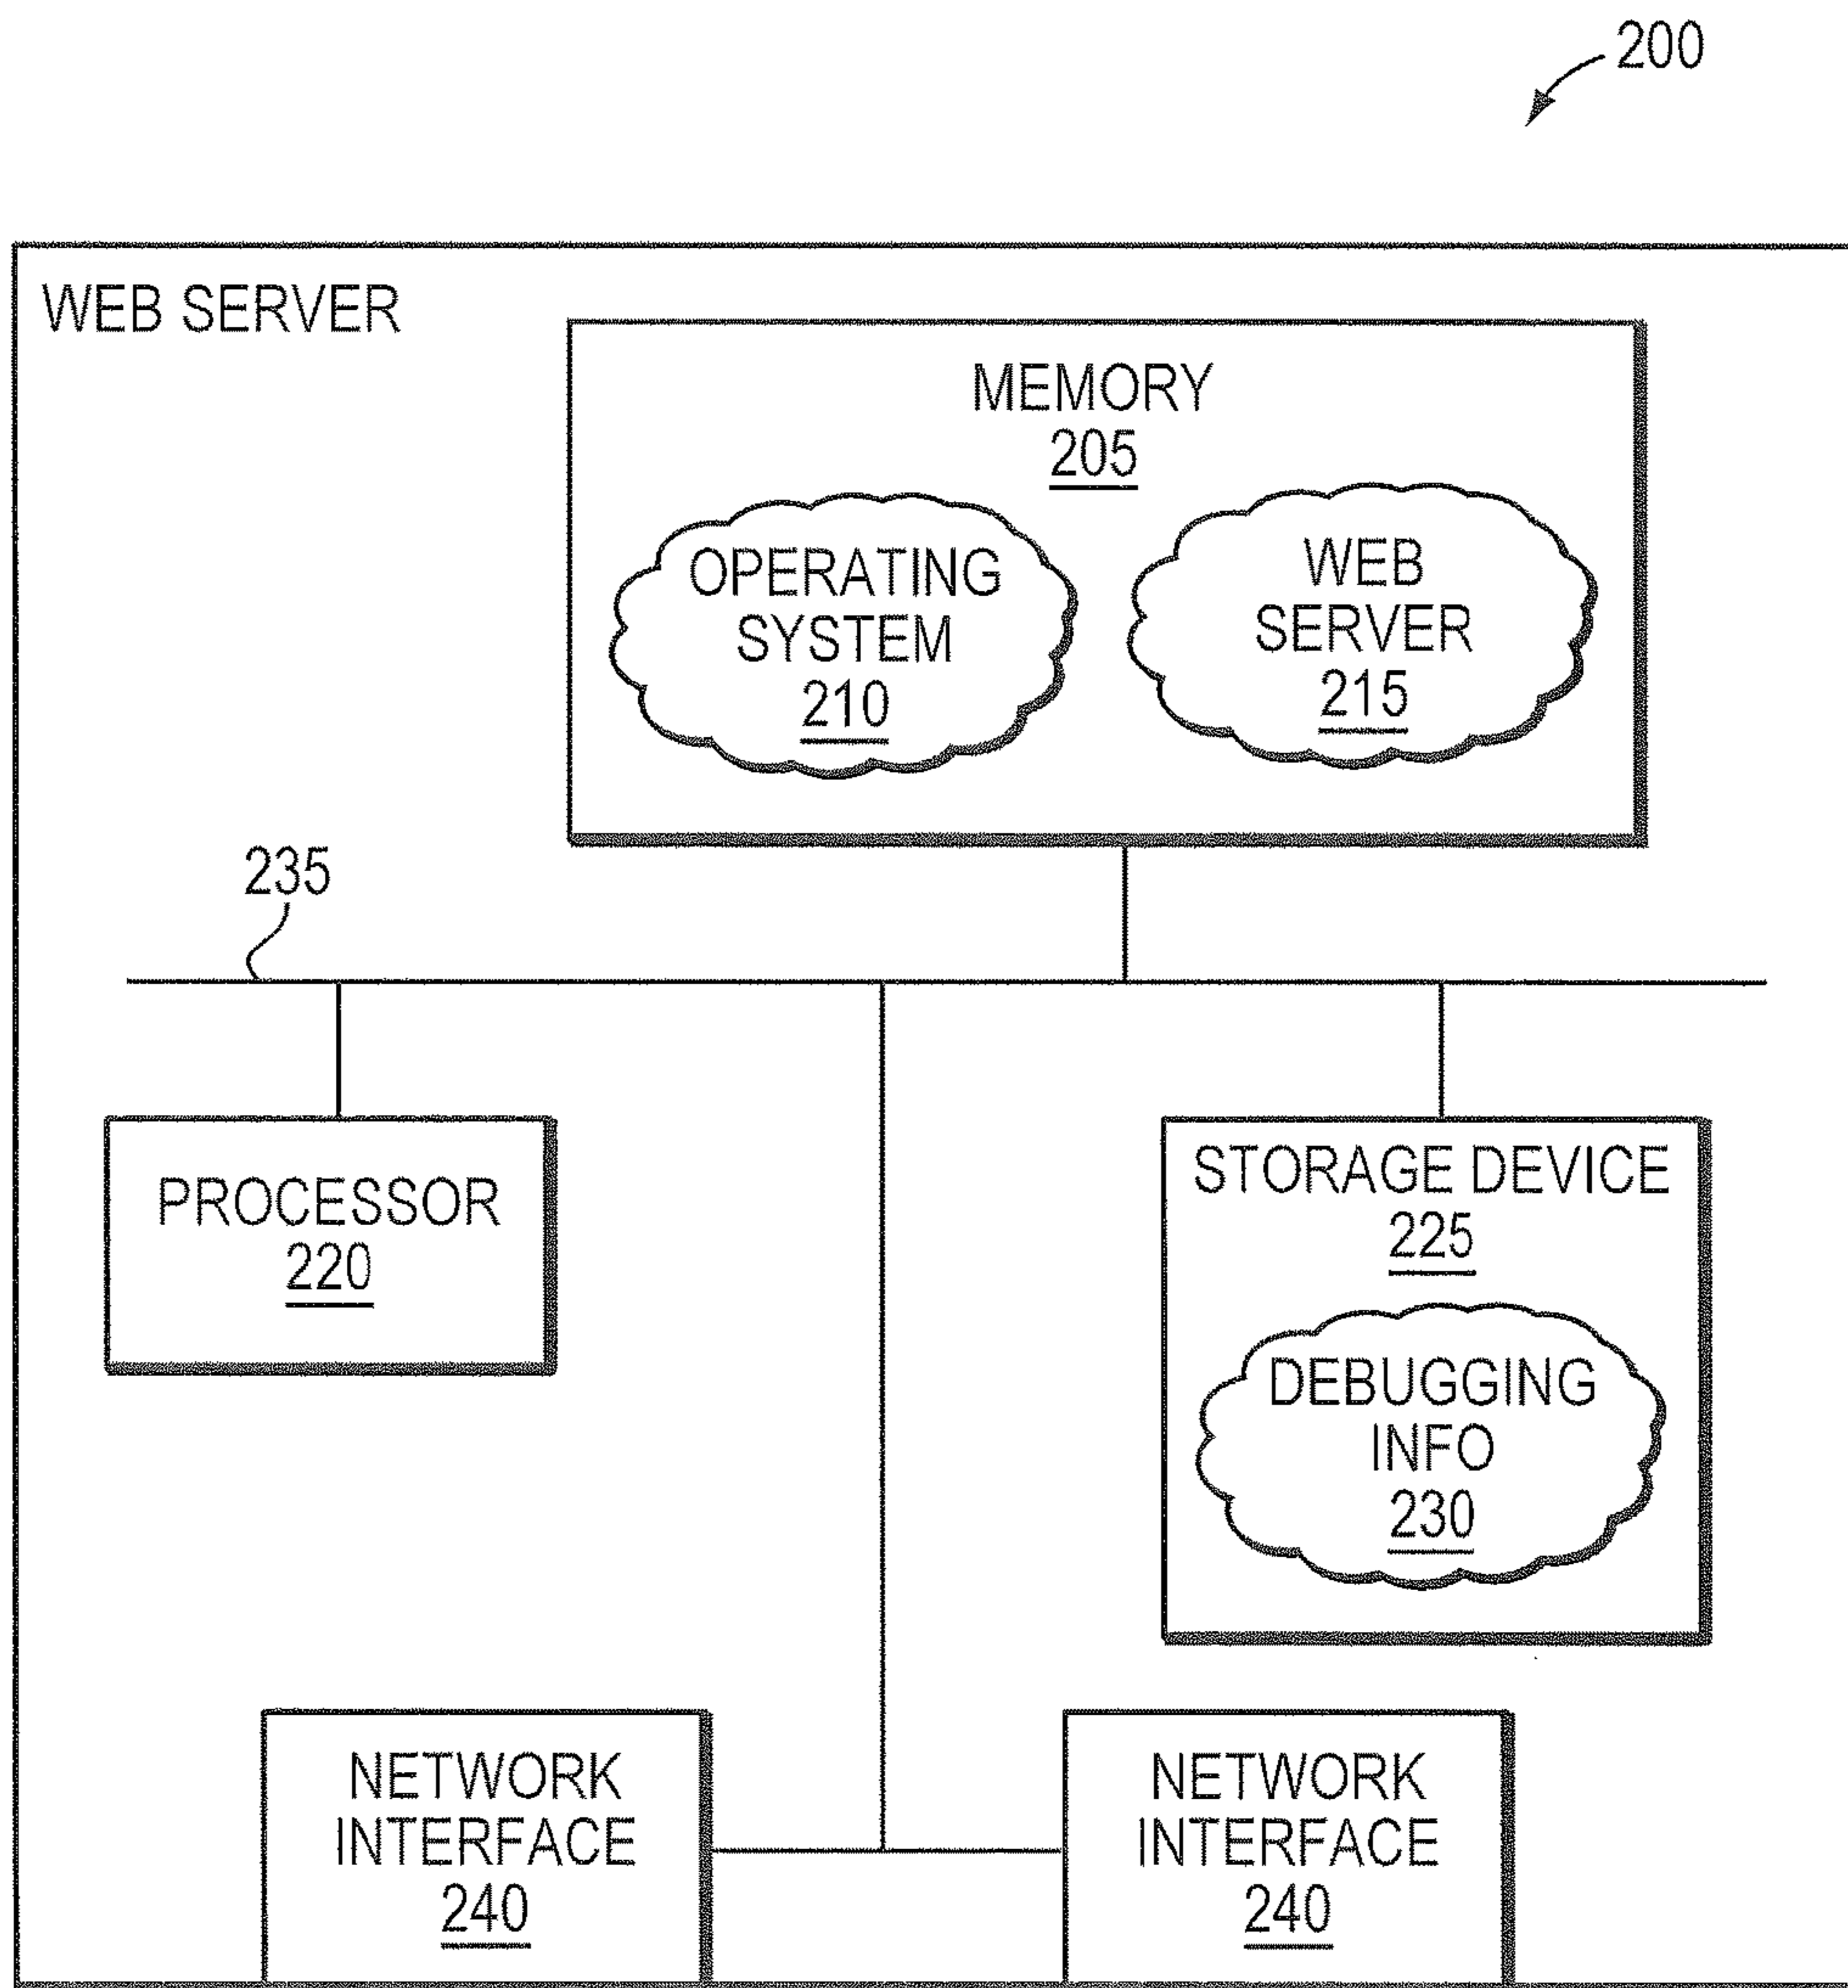 200
WEB SERVER
MEMORY
205
OPERATING
SYSTEM
210
WEB
SERVER
215
235
PROCESSOR
220
STORAGE DEVICE
225
DEBUGGING
INFO
230
NETWORK
INTERFACE
240
NETWORK
INTERFACE
240